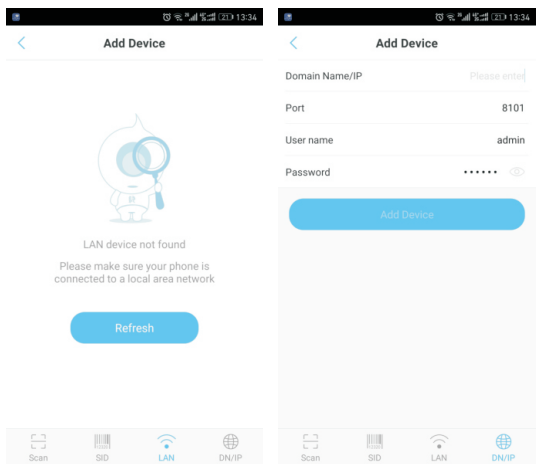 13:34
Add Device
R
LAN device not found
Please make sure your phone is
connected to a local area network
Refresh
Scan
SID
LAN
DN/IP
13:34
Add Device
Domain Name/IP
Please enter
Port
8101
User name
admin
Password
••••••
Add Device
Scan
SID
LAN
DN/IP